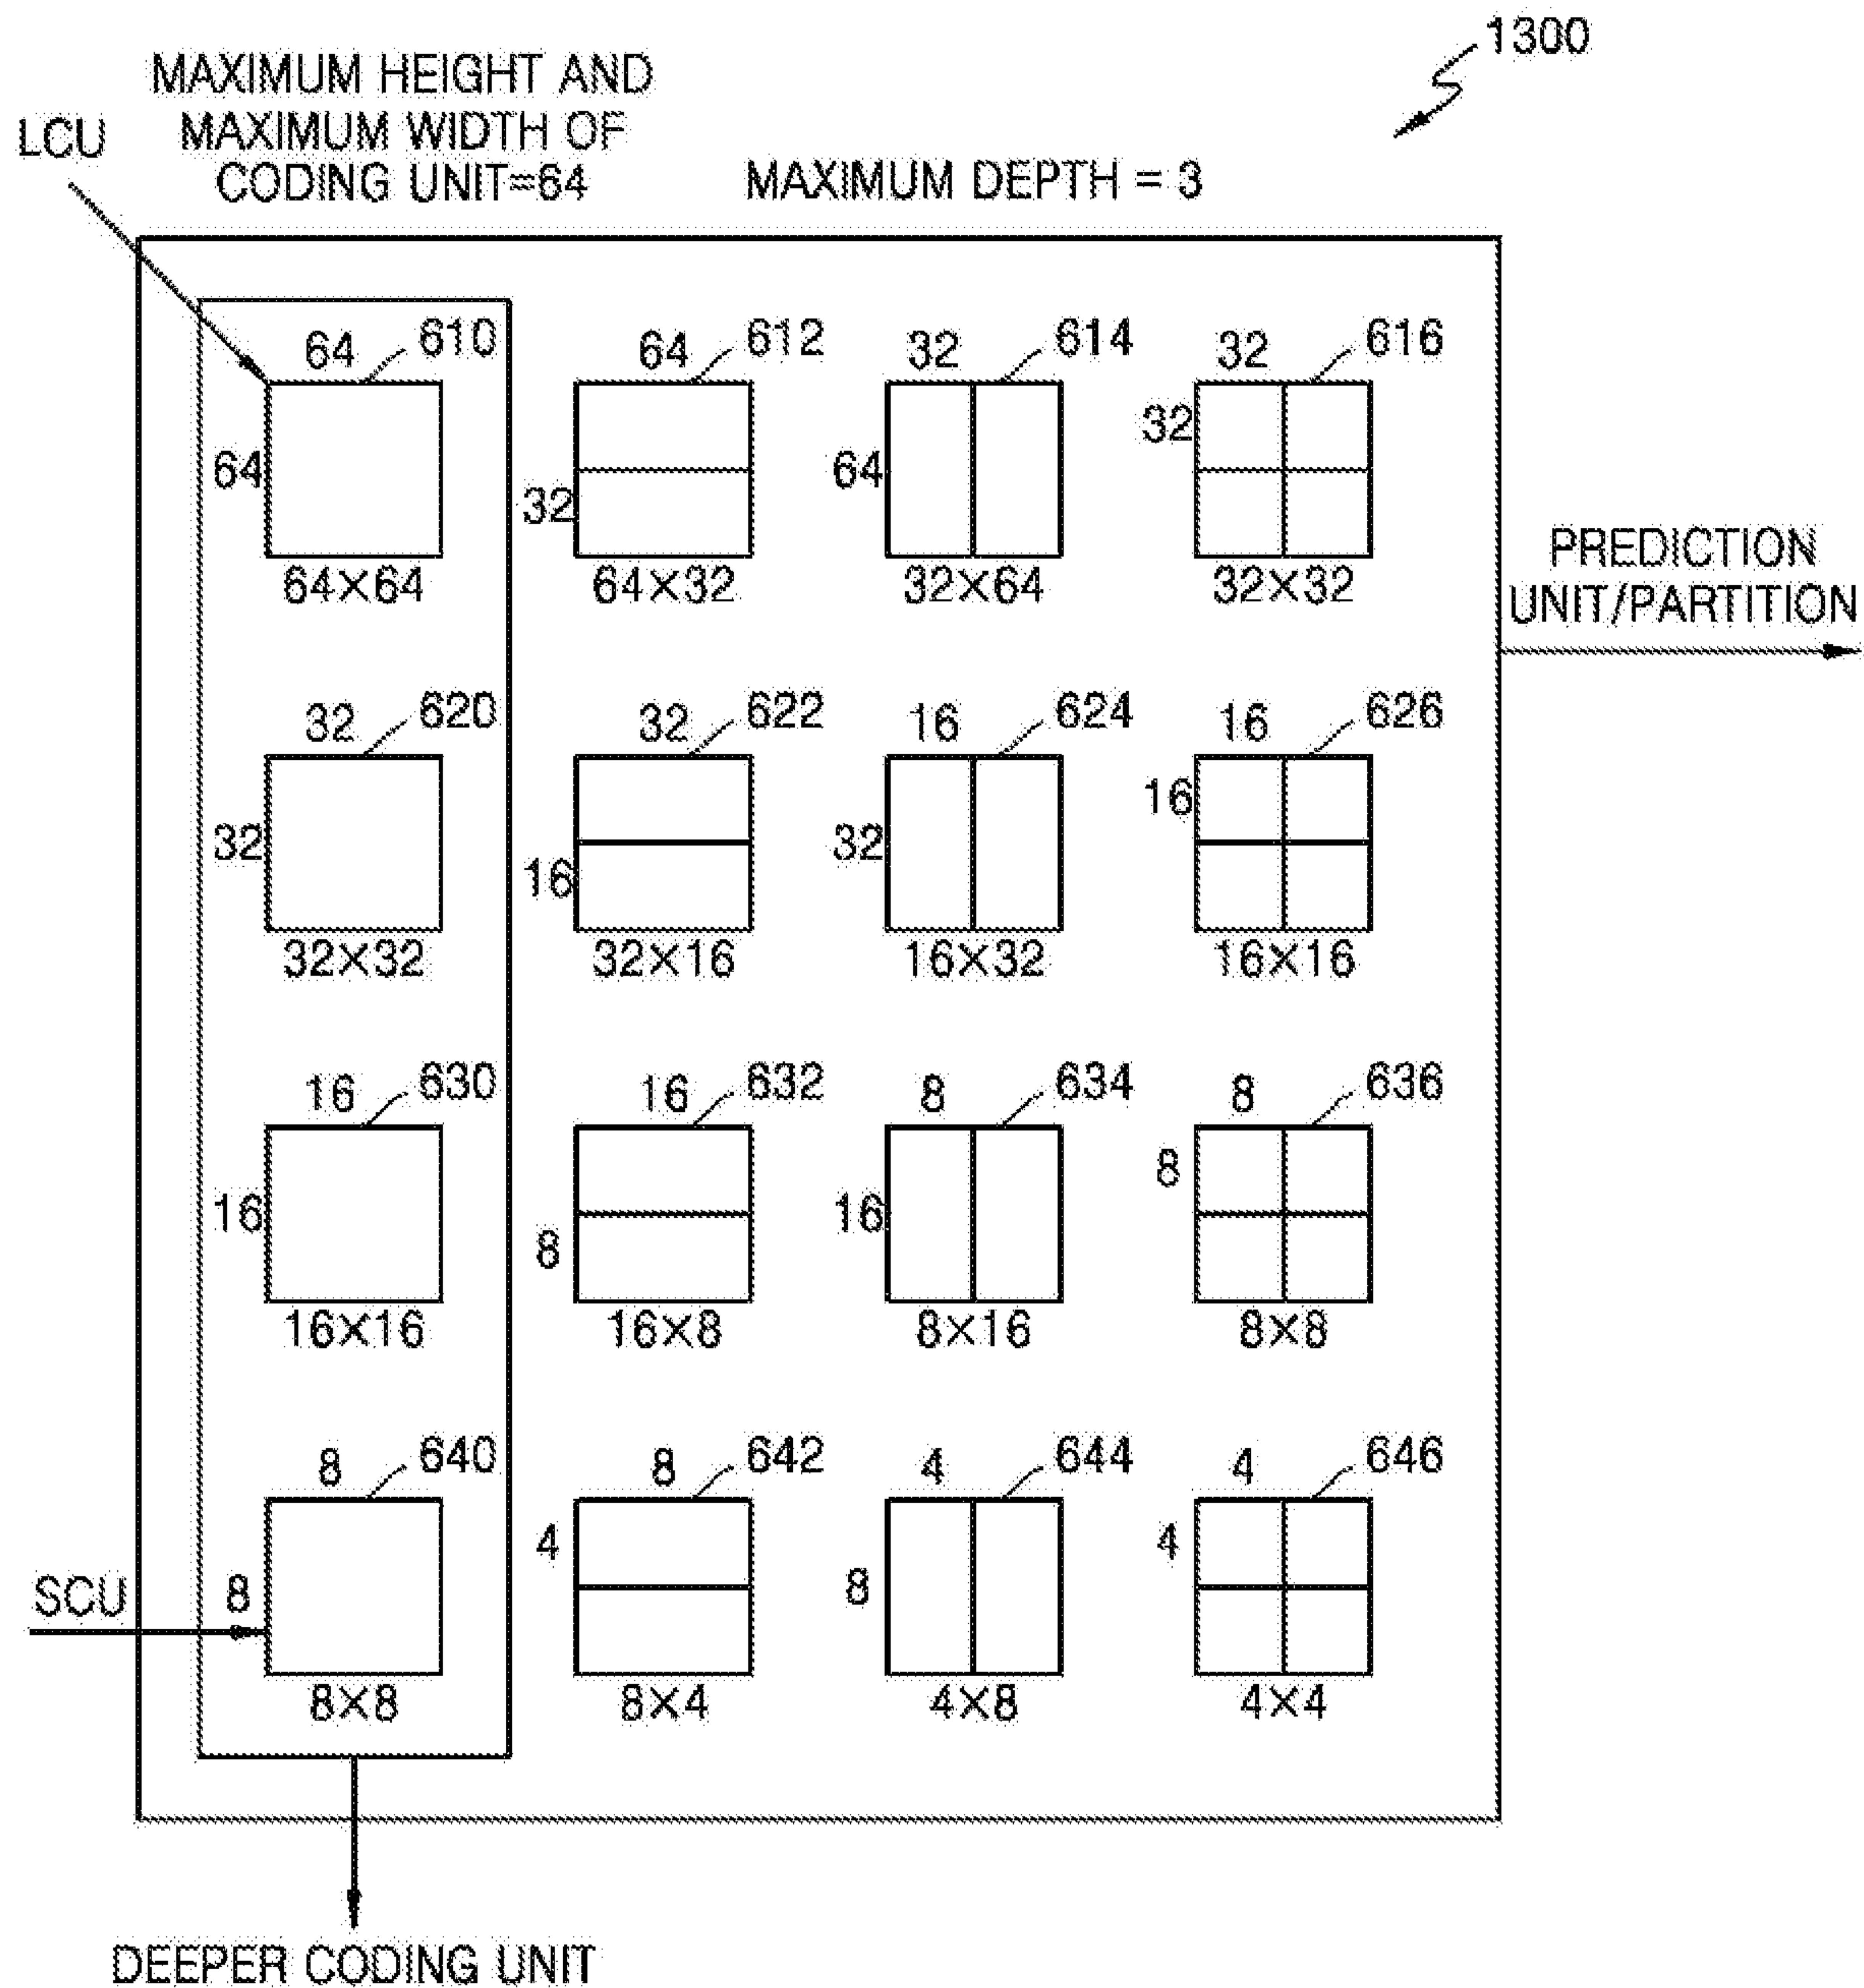 1300
MAXIMUM HEIGHT AND
MAXIMUM WIDTH OF
CODING UNIT=64
LCU
MAXIMUM DEPTH = 3
64 610 64 612 32 614 32 616
64 32 64 32
64×64 64×32 32×64 32×32
PREDICTION
UNIT/PARTITION
32 620 32 622 16 624 16 626
32 16 32 16
32×32 32×16 16×32 16×16
16 630 16 632 8 634 8 636
16 8 16 8
16×16 16×8 8×16 8×8
8 640 8 642 4 644 4 646
SCU 8 4 8 4
8×8 8×4 4×8 4×4
DEEPER CODING UNIT